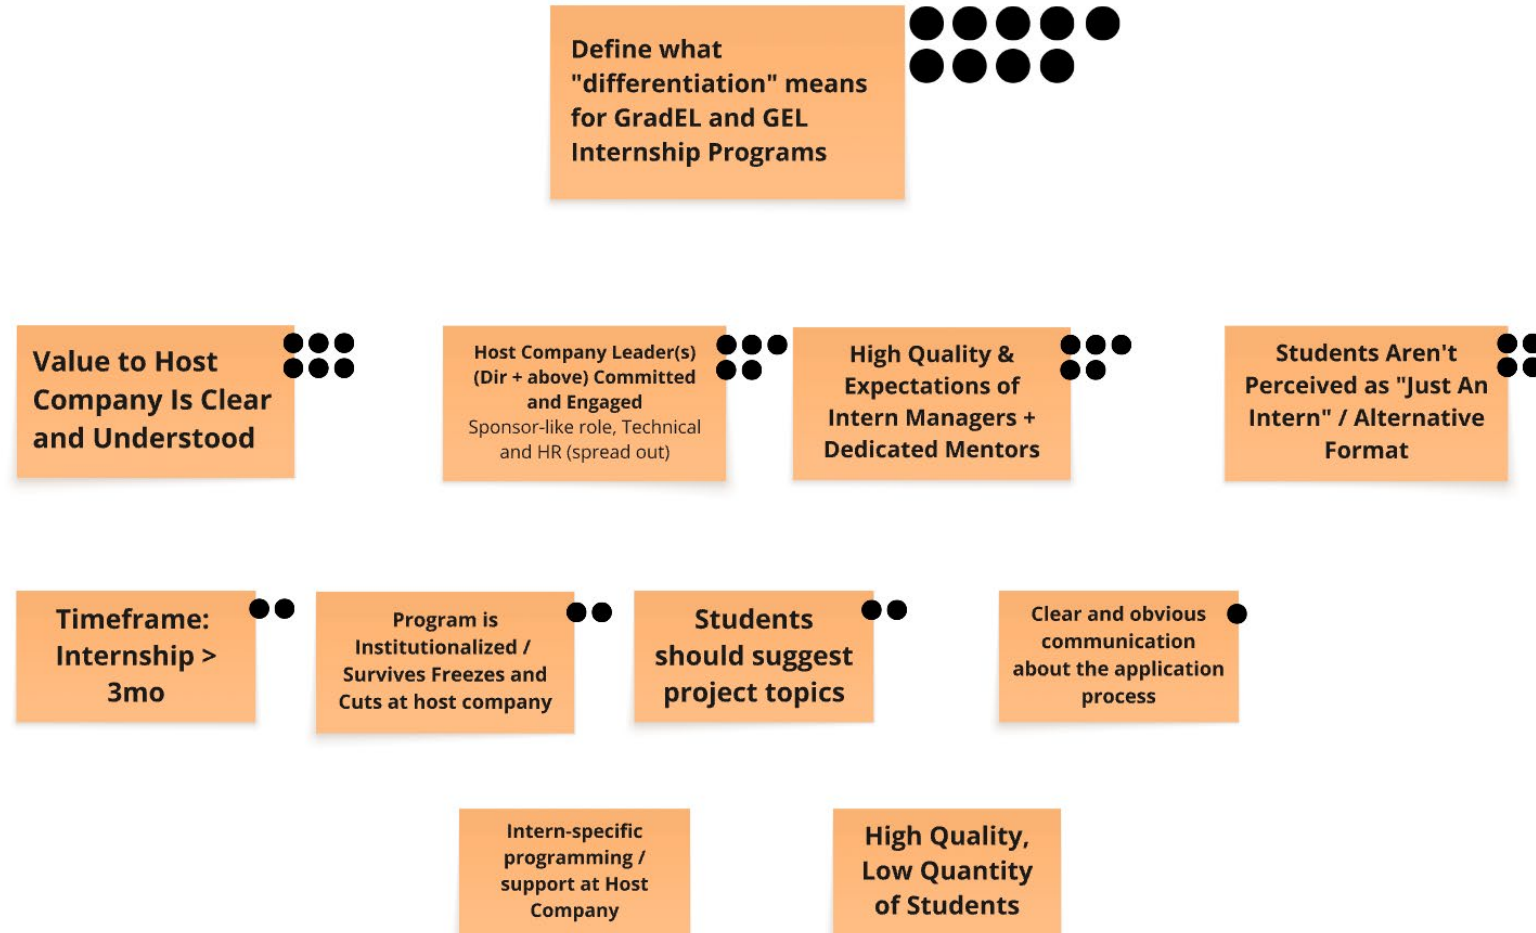 Define what
"differentiation" means
for GradEL and GEL
Internship Programs
Value to Host
Company Is Clear
and Understood
Host Company Leader(s)
(Dir + above) Committed
and Engaged
Sponsor-like role, Technical
and HR (spread out)
High Quality &
Expectations of
Intern Managers +
Dedicated Mentors
Students Aren't
Perceived as "Just An
Intern" / Alternative
Format
Timeframe:
Internship >
3mo
Program is
Institutionalized /
Survives Freezes and
Cuts at host company
Students
should suggest
project topics
Clear and obvious
communication
about the application
process
Intern-specific
programming /
support at Host
Company
High Quality,
Low Quantity
of Students